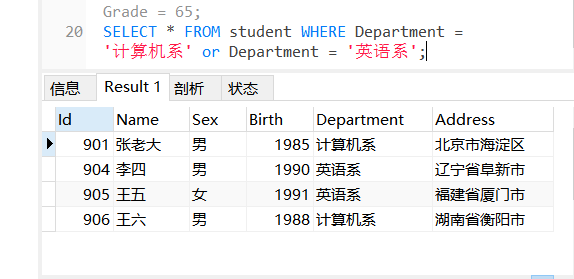 Grade = 65;
20 SELECT * FROM student WHERE Department =
'计算机系' or Department = '英语系';
信息 Result 1 剖析 状态
Id Name Sex Birth Department Address
901 张老大 男 1985 计算机系 北京市海淀区
904 李四 男 1990 英语系 辽宁省阜新市
905 王五 女 1991 英语系 福建省厦门市
906 王六 男 1988 计算机系 湖南省衡阳市